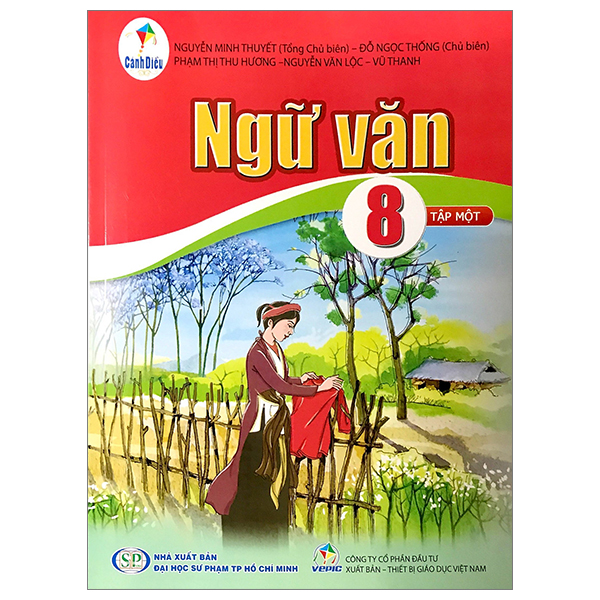 Cánh Diều
NGUYỄN MINH THUYẾT (Tổng Chủ biên) – ĐỖ NGỌC THỐNG (Chủ biên)
PHẠM THỊ THU HƯƠNG –NGUYỄN VĂN LỘC – VŨ THANH
Ngữ văn
8
TẬP MỘT
SP
NHÀ XUẤT BẢN
ĐẠI HỌC SƯ PHẠM TP HỒ CHÍ MINH
VEPIC
CÔNG TY CỔ PHẦN ĐẦU TƯ
XUẤT BẢN – THIẾT BỊ GIÁO DỤC VIỆT NAM